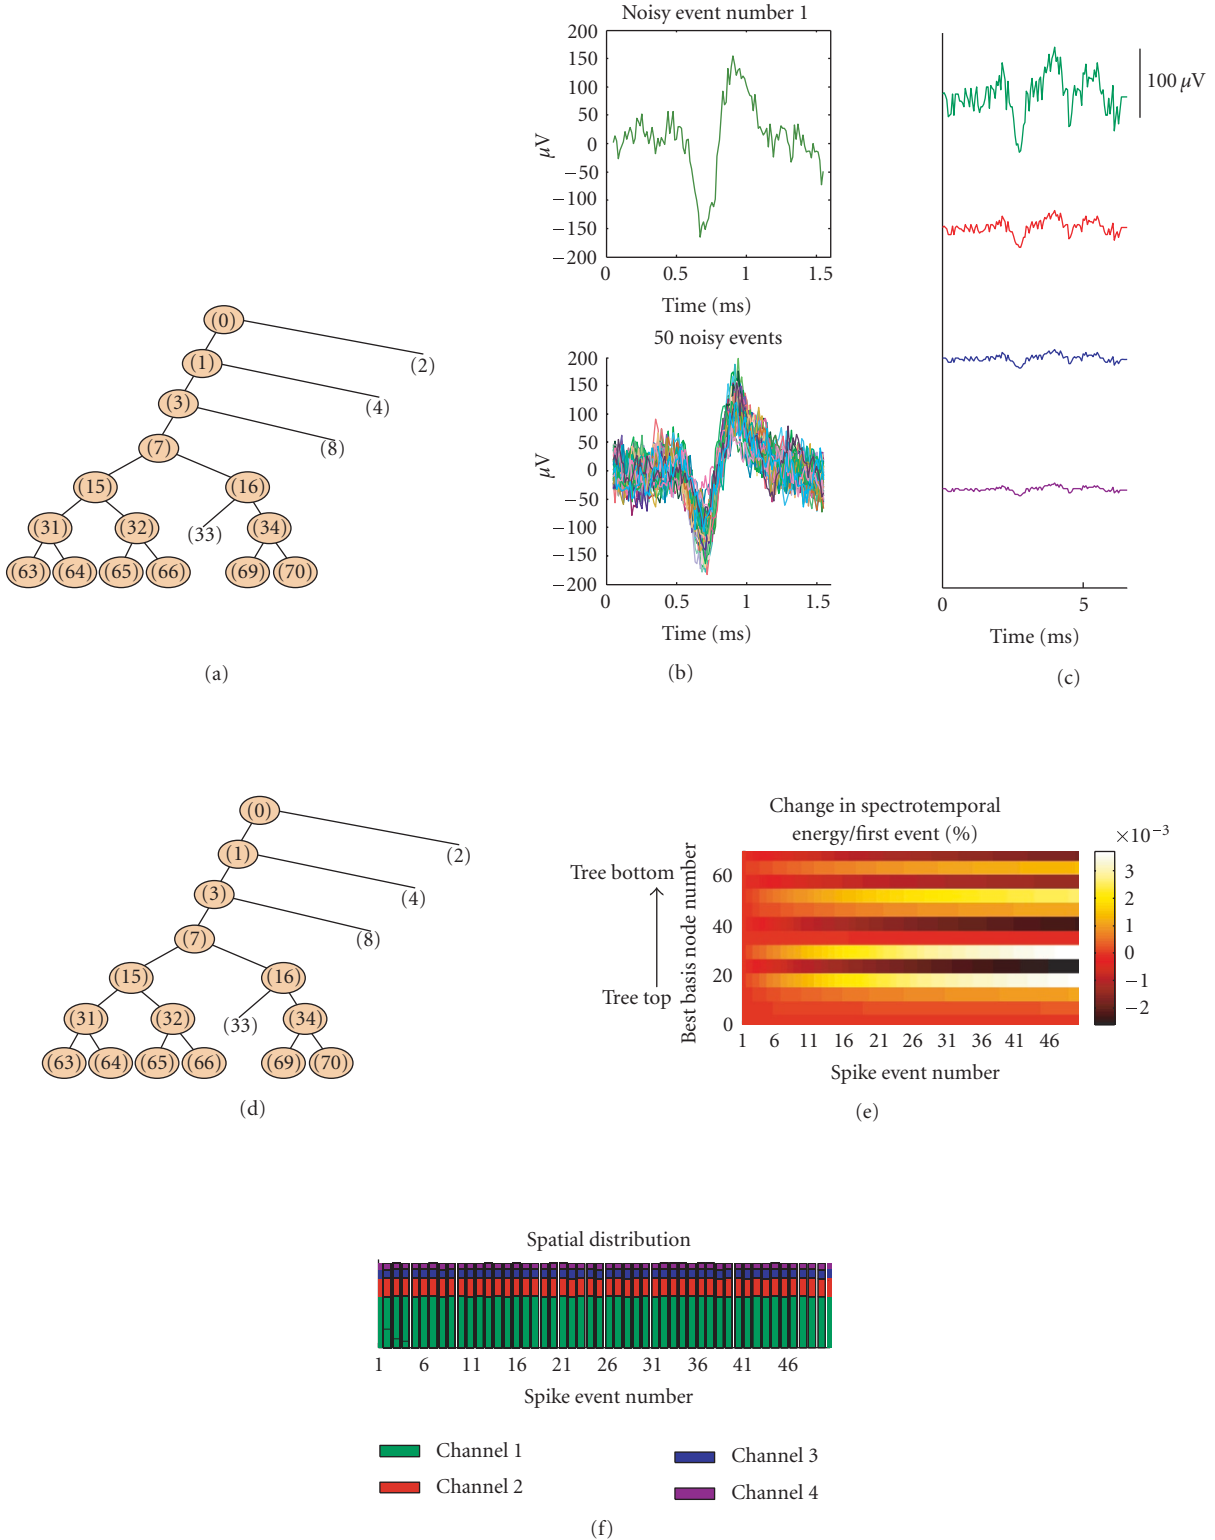 Noisy event number 1
200
150
100
50
0
−50
−100
−150
−200
μV
0 0.5 1 1.5
Time (ms)
50 noisy events
200
150
100
50
0
−50
−100
−150
−200
μV
0 0.5 1 1.5
Time (ms)
(b)
100 μV
0 5
Time (ms)
(c)
(0)
(2)
(1)
(4)
(3)
(8)
(7)
(15) (16)
(31) (32) (33) (34)
(63) (64) (65) (66) (69) (70)
(a)
(0)
(2)
(1)
(4)
(3)
(8)
(7)
(15) (16)
(31) (32) (33) (34)
(63) (64) (65) (66) (69) (70)
(d)
Change in spectrotemporal
energy/first event (%)
×10−3
Tree bottom
Tree top
Best basis node number
60
40
20
0
1 6 11 16 21 26 31 36 41 46
Spike event number
3
2
1
0
−1
−2
(e)
Spatial distribution
1 6 11 16 21 26 31 36 41 46
Spike event number
Channel 1
Channel 2
Channel 3
Channel 4
(f)